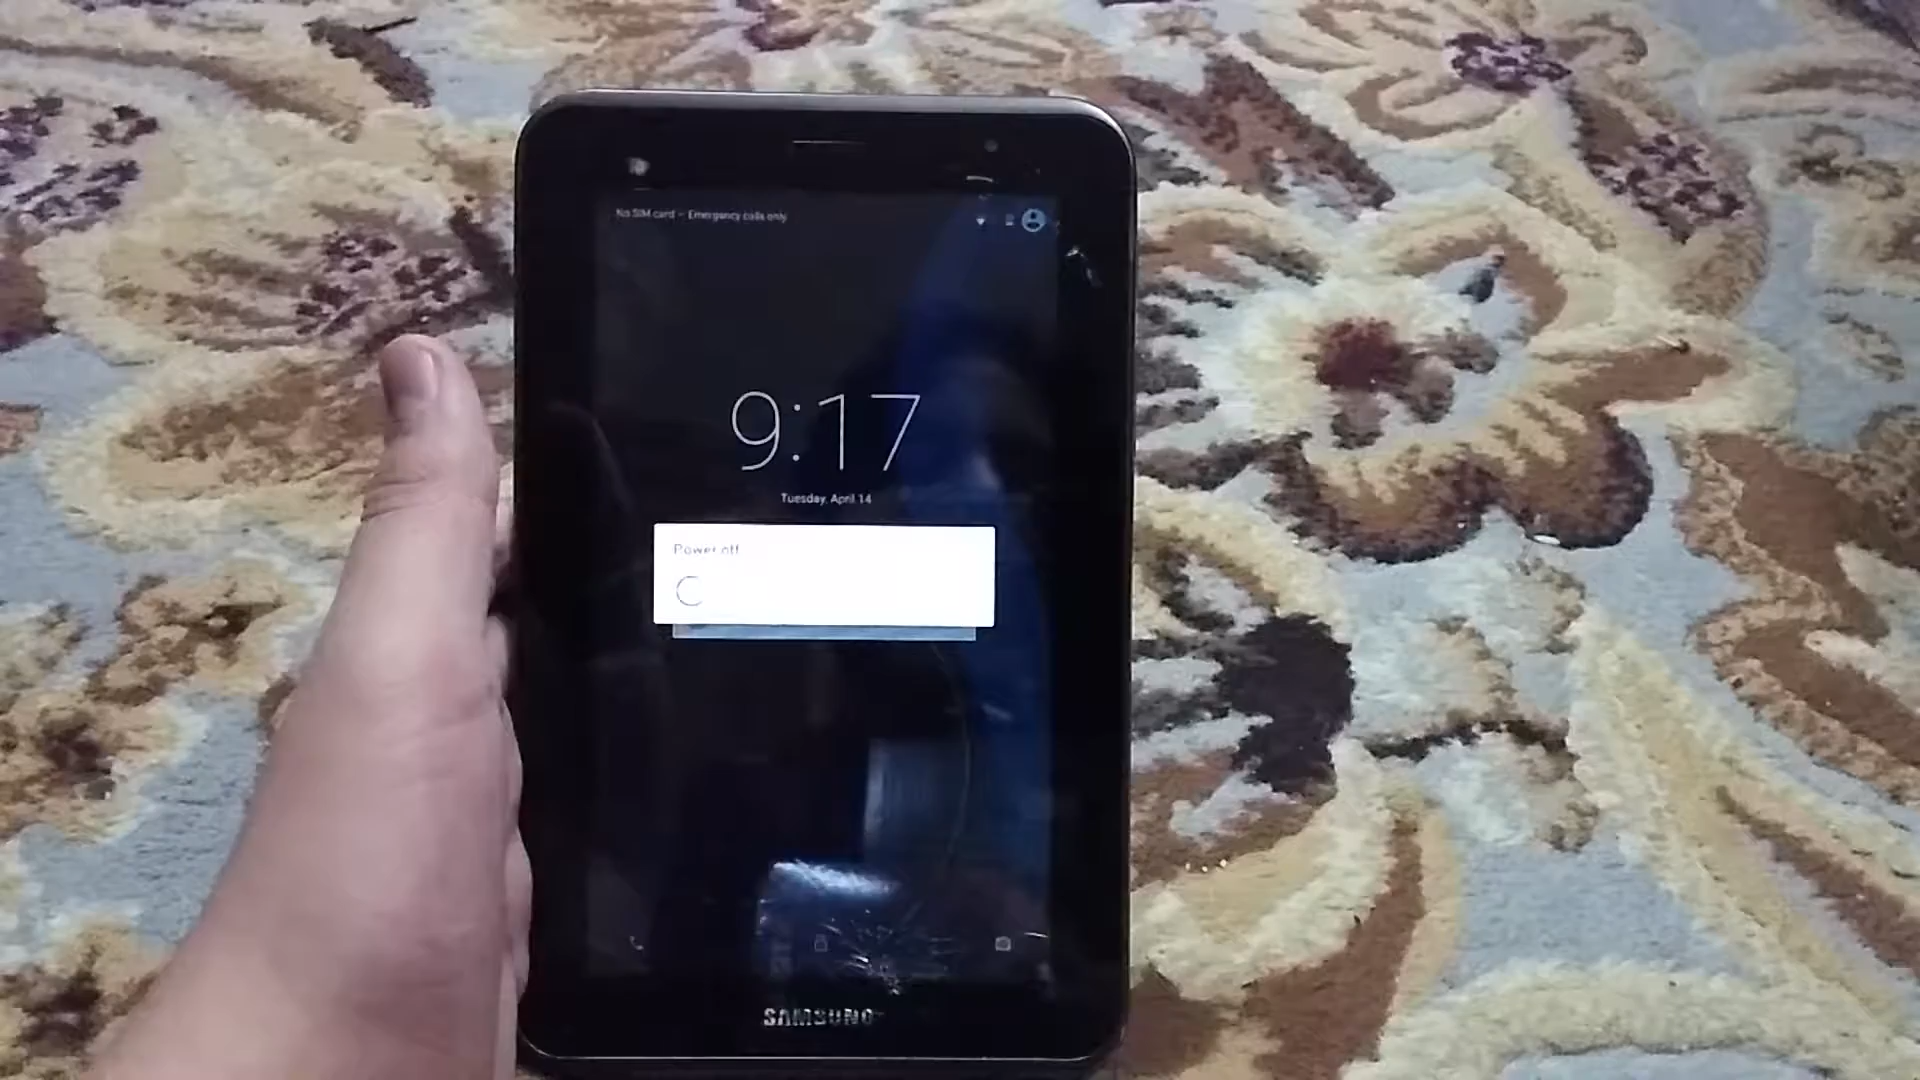 No SIM card – Emergency calls only
9:17
Tuesday, April 14
Power off
SAMSUNG